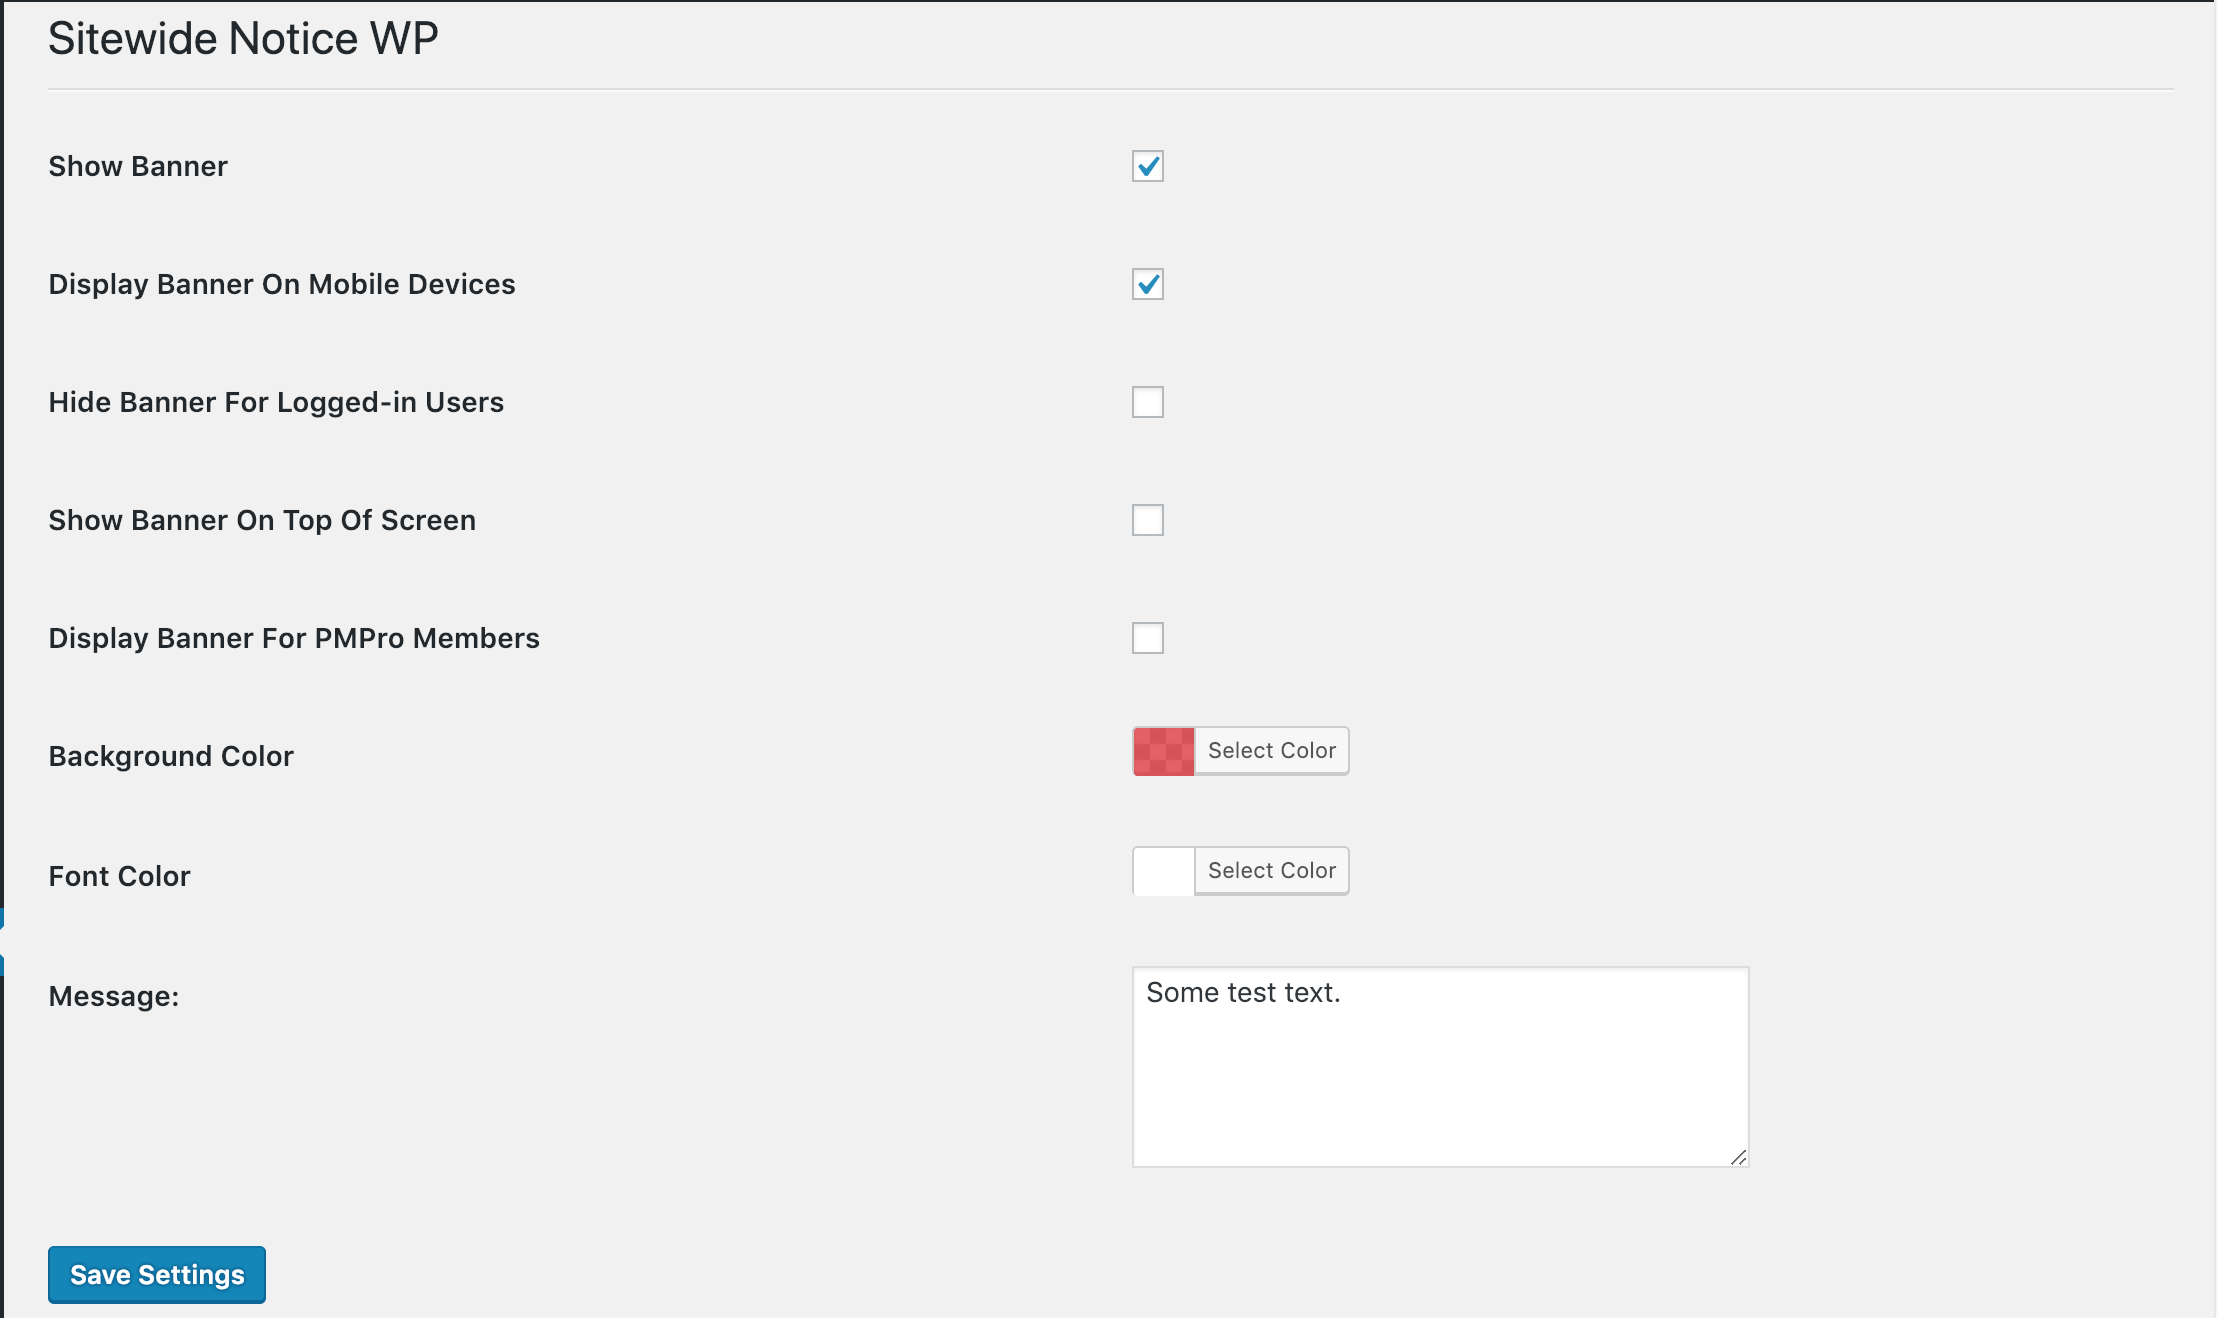 Sitewide Notice WP
Show Banner
Display Banner On Mobile Devices
Hide Banner For Logged-in Users
Show Banner On Top Of Screen
Display Banner For PMPro Members
Background Color
Select Color
Font Color
Select Color
Message:
Some test text.
Save Settings